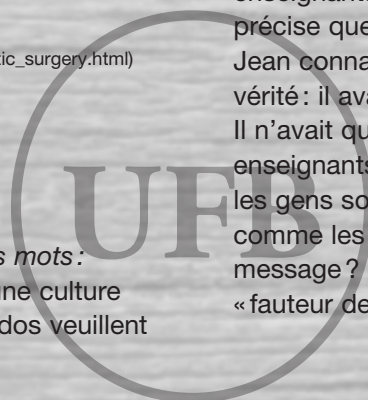 tic_surgery.html)
s mots :
une culture
dos veuillent
enseignant
précise que
Jean conna
vérité : il ava
Il n'avait qu
enseignants
les gens so
comme les
message ?
« fauteur de
UFB